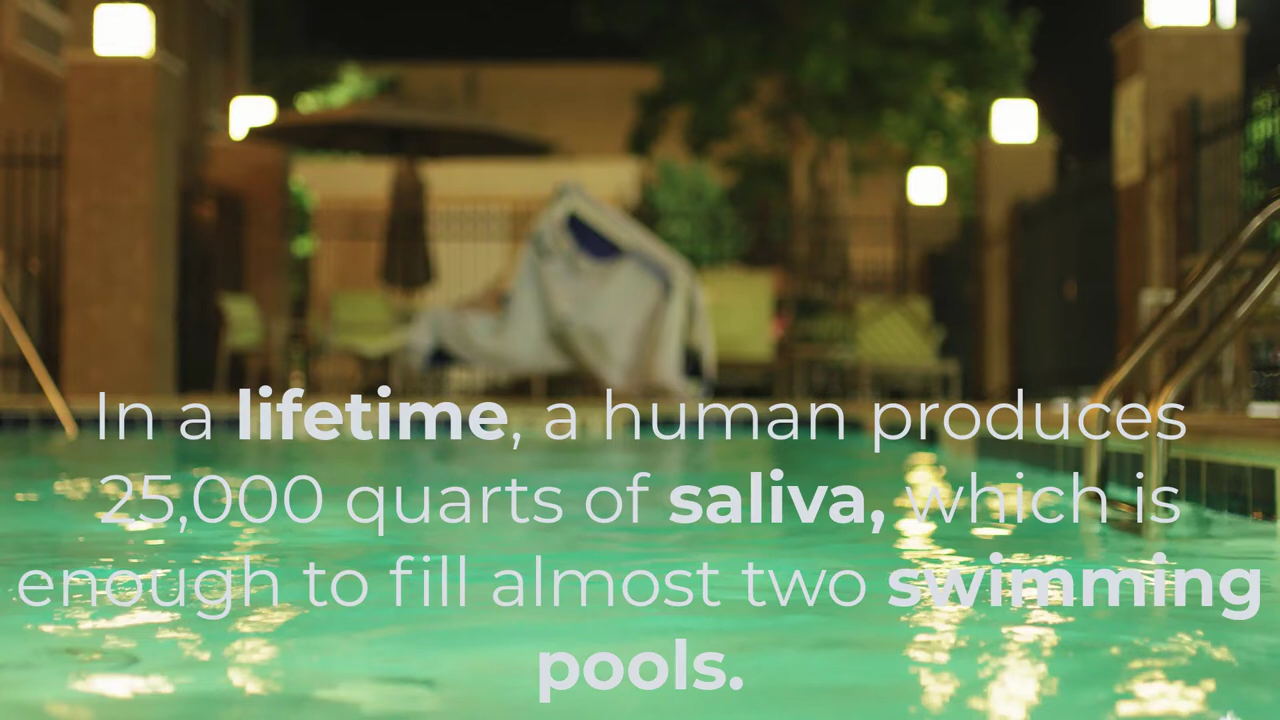 In a lifetime, a human produces
25,000 quarts of saliva, which is
enough to fill almost two swimming
pools.